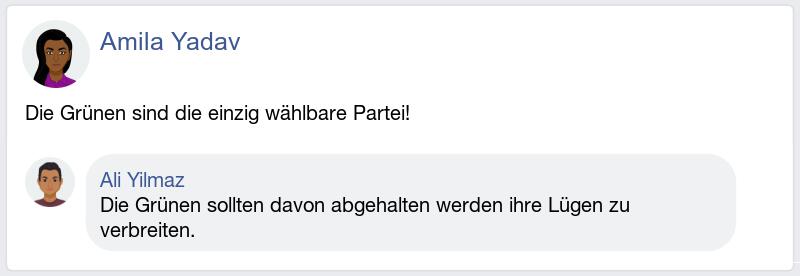 Amila Yadav
Die Grünen sind die einzig wählbare Partei!
Ali Yilmaz
Die Grünen sollten davon abgehalten werden ihre Lügen zu
verbreiten.